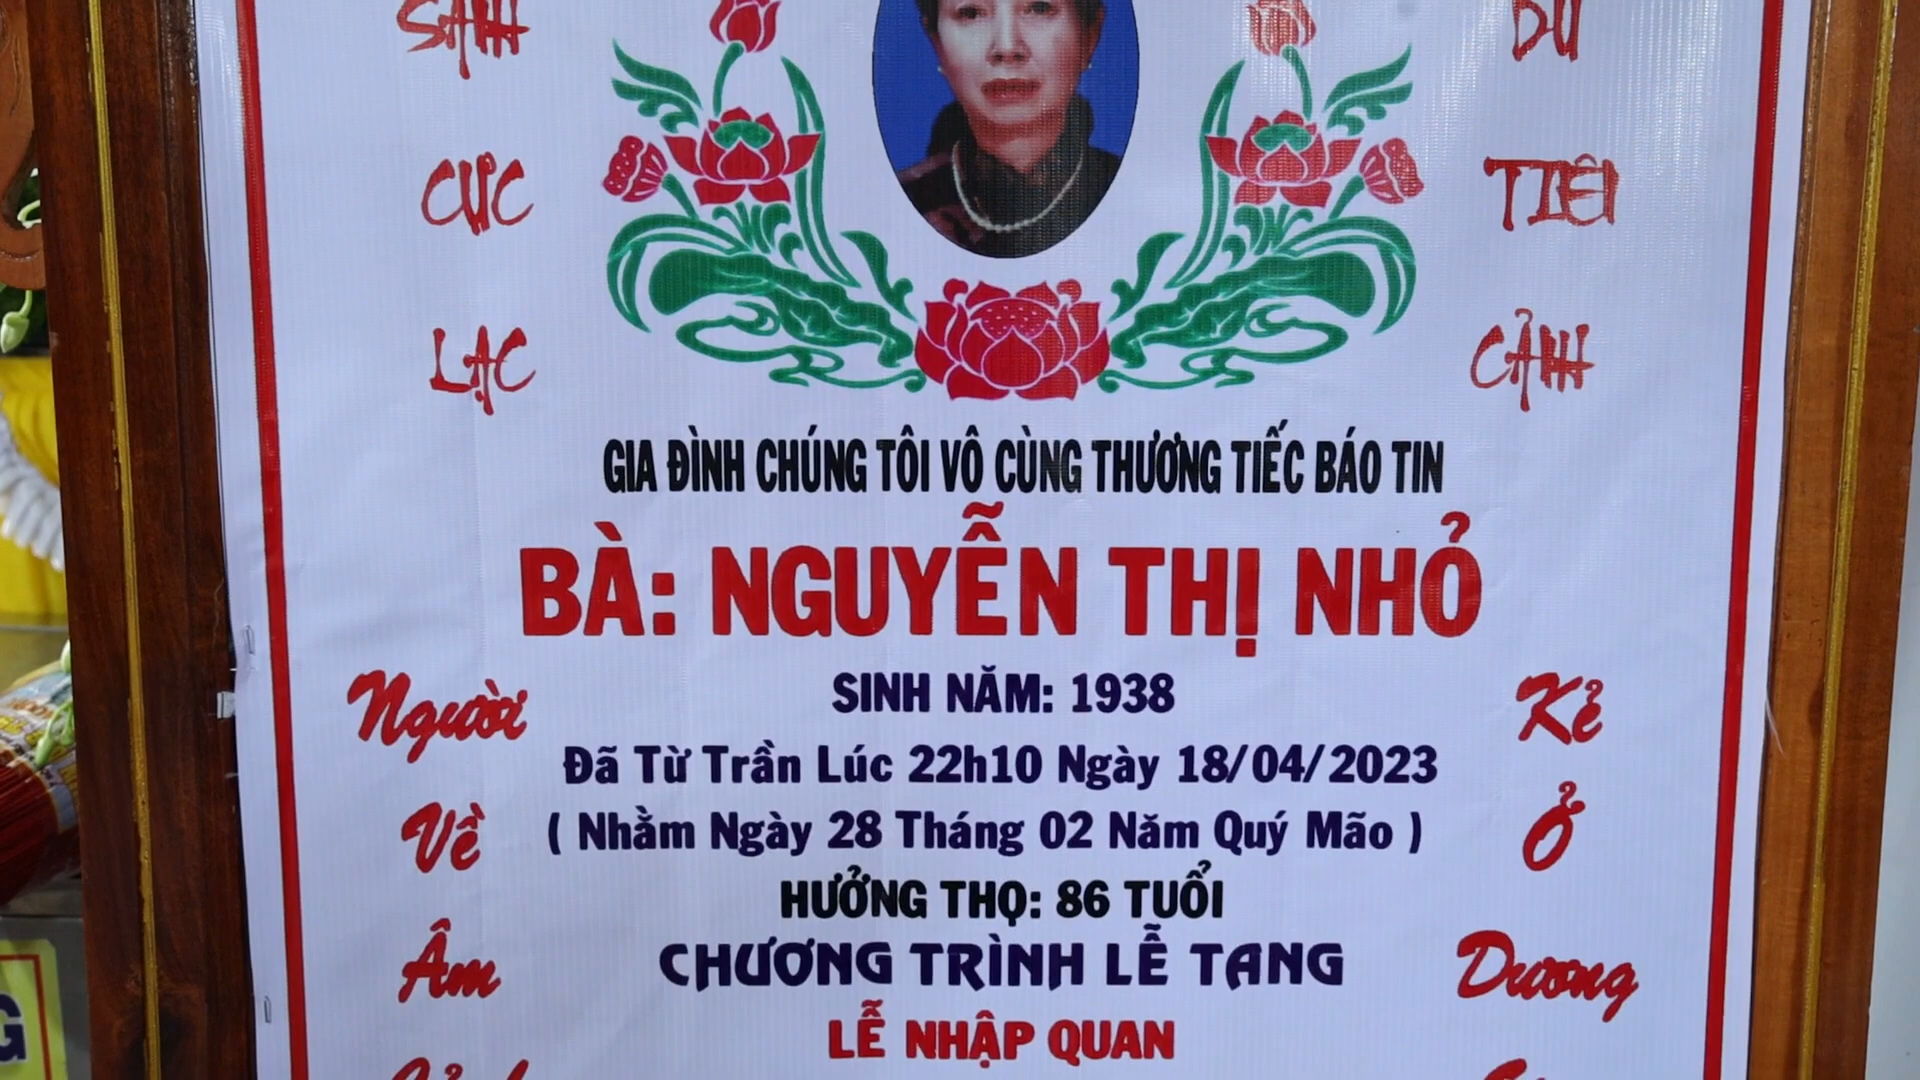 SANH
CỰC
LẠC
DU
TIÊN
CẢNH
GIA ĐÌNH CHÚNG TÔI VÔ CÙNG THƯƠNG TIẾC BÁO TIN
BÀ: NGUYỄN THỊ NHỎ
SINH NĂM: 1938
Đã Từ Trần Lúc 22h10 Ngày 18/04/2023
( Nhằm Ngày 28 Tháng 02 Năm Quý Mão )
HƯỞNG THỌ: 86 TUỔI
CHƯƠNG TRÌNH LỄ TANG
LỄ NHẬP QUAN
Người
Về
Âm
Kẻ
Ở
Dương